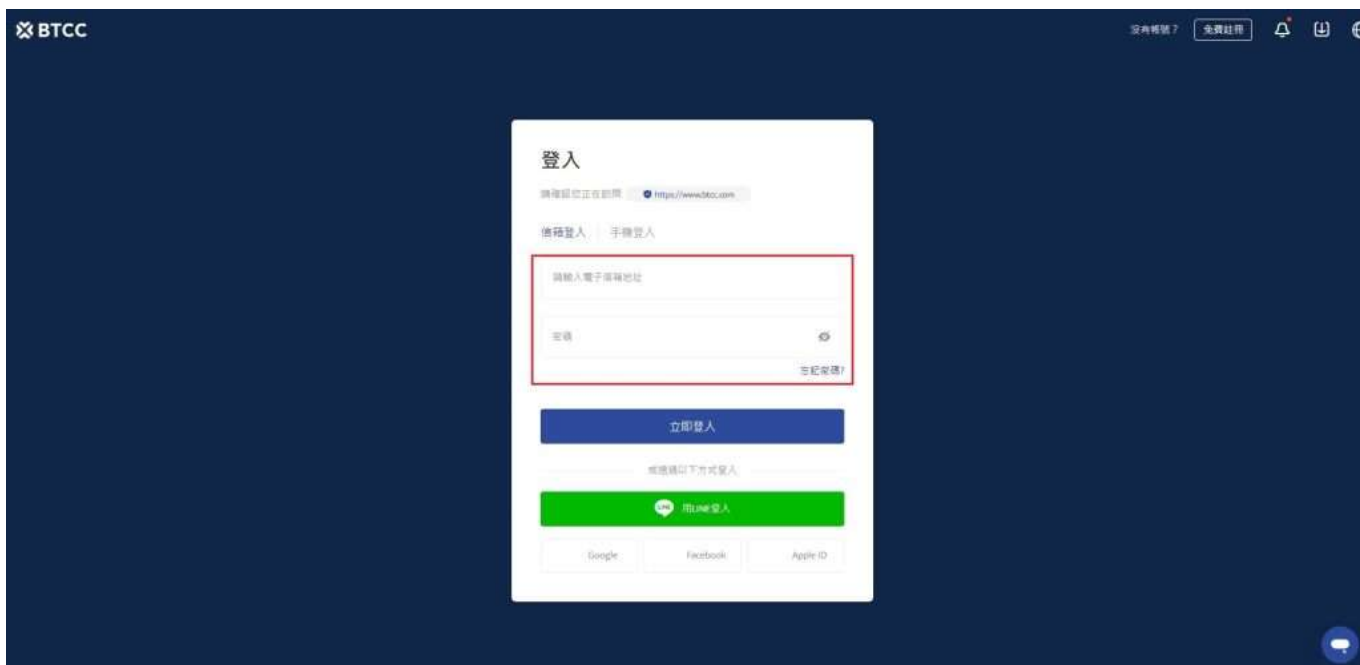 BTCC
沒有帳號？ 免費註冊
登入
請確認您正在訪問 https://www.btcc.com
信箱登入 手機登入
請輸入電子信箱地址
密碼
忘記密碼?
立即登入
或透過以下方式登入
LINE 用LINE登入
Google Facebook Apple ID